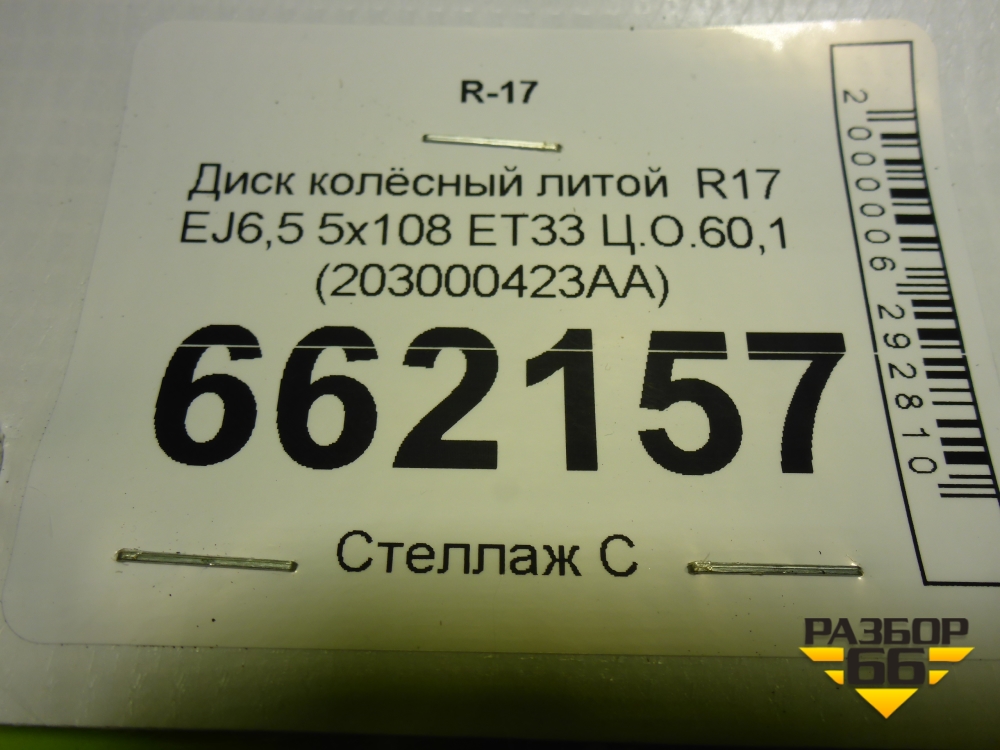 R-17
Диск колёсный литой R17
EJ6,5 5x108 ET33 Ц.О.60,1
(203000423AA)
662157
Стеллаж С
2000006292810
РАЗБОР
66